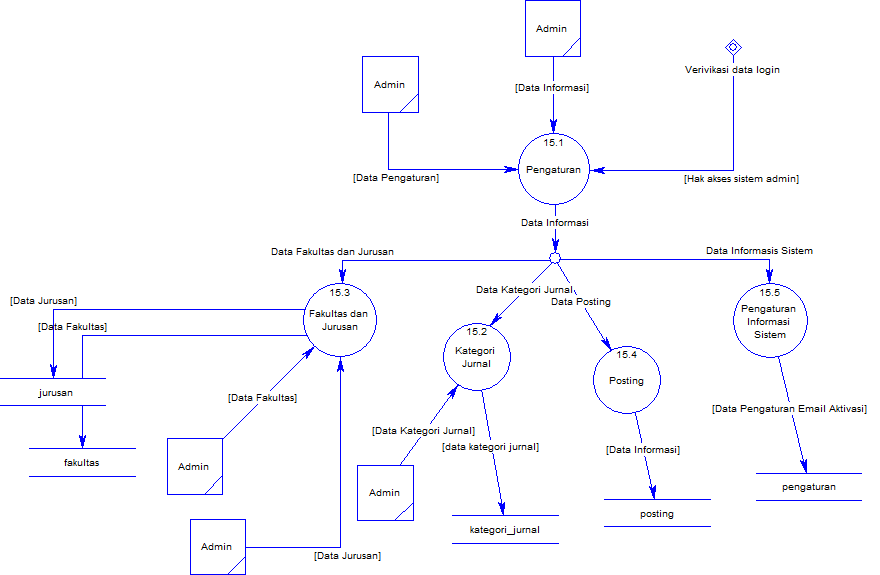 Admin
Admin
Verivikasi data login
[Data Informasi]
15.1
Pengaturan
[Data Pengaturan]
[Hak akses sistem admin]
Data Informasi
Data Fakultas dan Jurusan
Data Informasis Sistem
Data Kategori Jurnal
Data Posting
15.3
Fakultas dan
Jurusan
15.5
Pengaturan
Informasi
Sistem
[Data Jurusan]
[Data Fakultas]
15.2
Kategori
Jurnal
15.4
Posting
jurusan
[Data Fakultas]
[Data Pengaturan Email Aktivasi]
[Data Kategori Jurnal]
[data kategori jurnal]
[Data Informasi]
fakultas
Admin
Admin
pengaturan
posting
kategori_jurnal
Admin
[Data Jurusan]